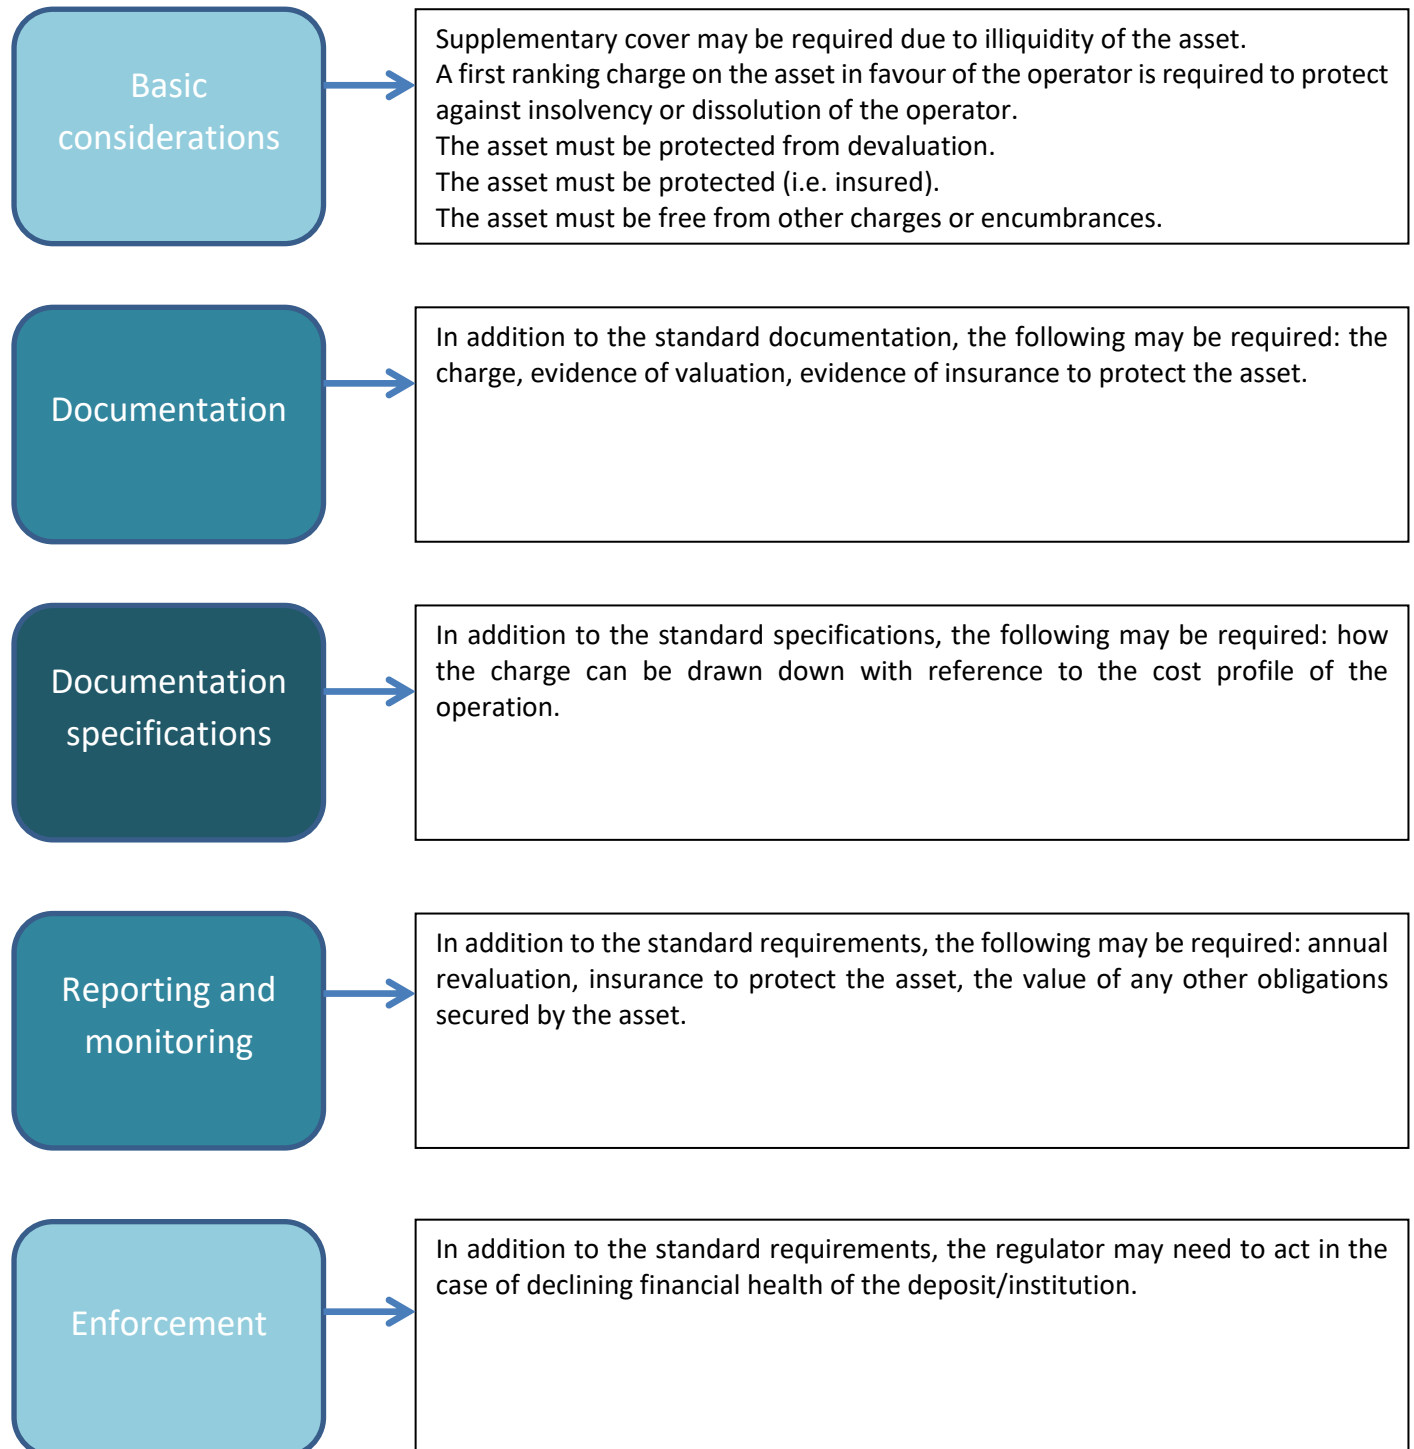 Basic
considerations
Supplementary cover may be required due to illiquidity of the asset.
A first ranking charge on the asset in favour of the operator is required to protect
against insolvency or dissolution of the operator.
The asset must be protected from devaluation.
The asset must be protected (i.e. insured).
The asset must be free from other charges or encumbrances.
Documentation
In addition to the standard documentation, the following may be required: the
charge, evidence of valuation, evidence of insurance to protect the asset.
Documentation
specifications
In addition to the standard specifications, the following may be required: how
the charge can be drawn down with reference to the cost profile of the
operation.
Reporting and
monitoring
In addition to the standard requirements, the following may be required: annual
revaluation, insurance to protect the asset, the value of any other obligations
secured by the asset.
Enforcement
In addition to the standard requirements, the regulator may need to act in the
case of declining financial health of the deposit/institution.